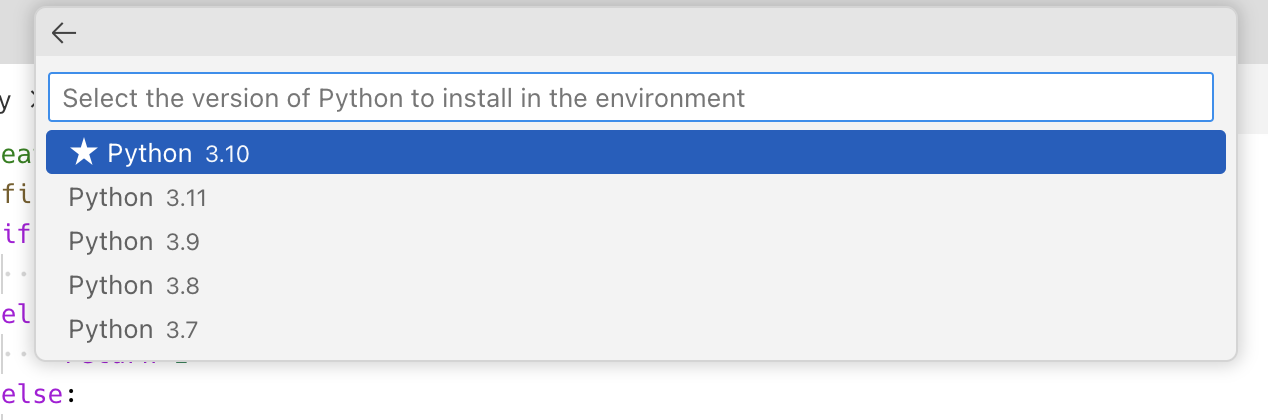 Select the version of Python to install in the environment
★ Python 3.10
Python 3.11
Python 3.9
Python 3.8
Python 3.7
y
ea
fi
if
el
else: